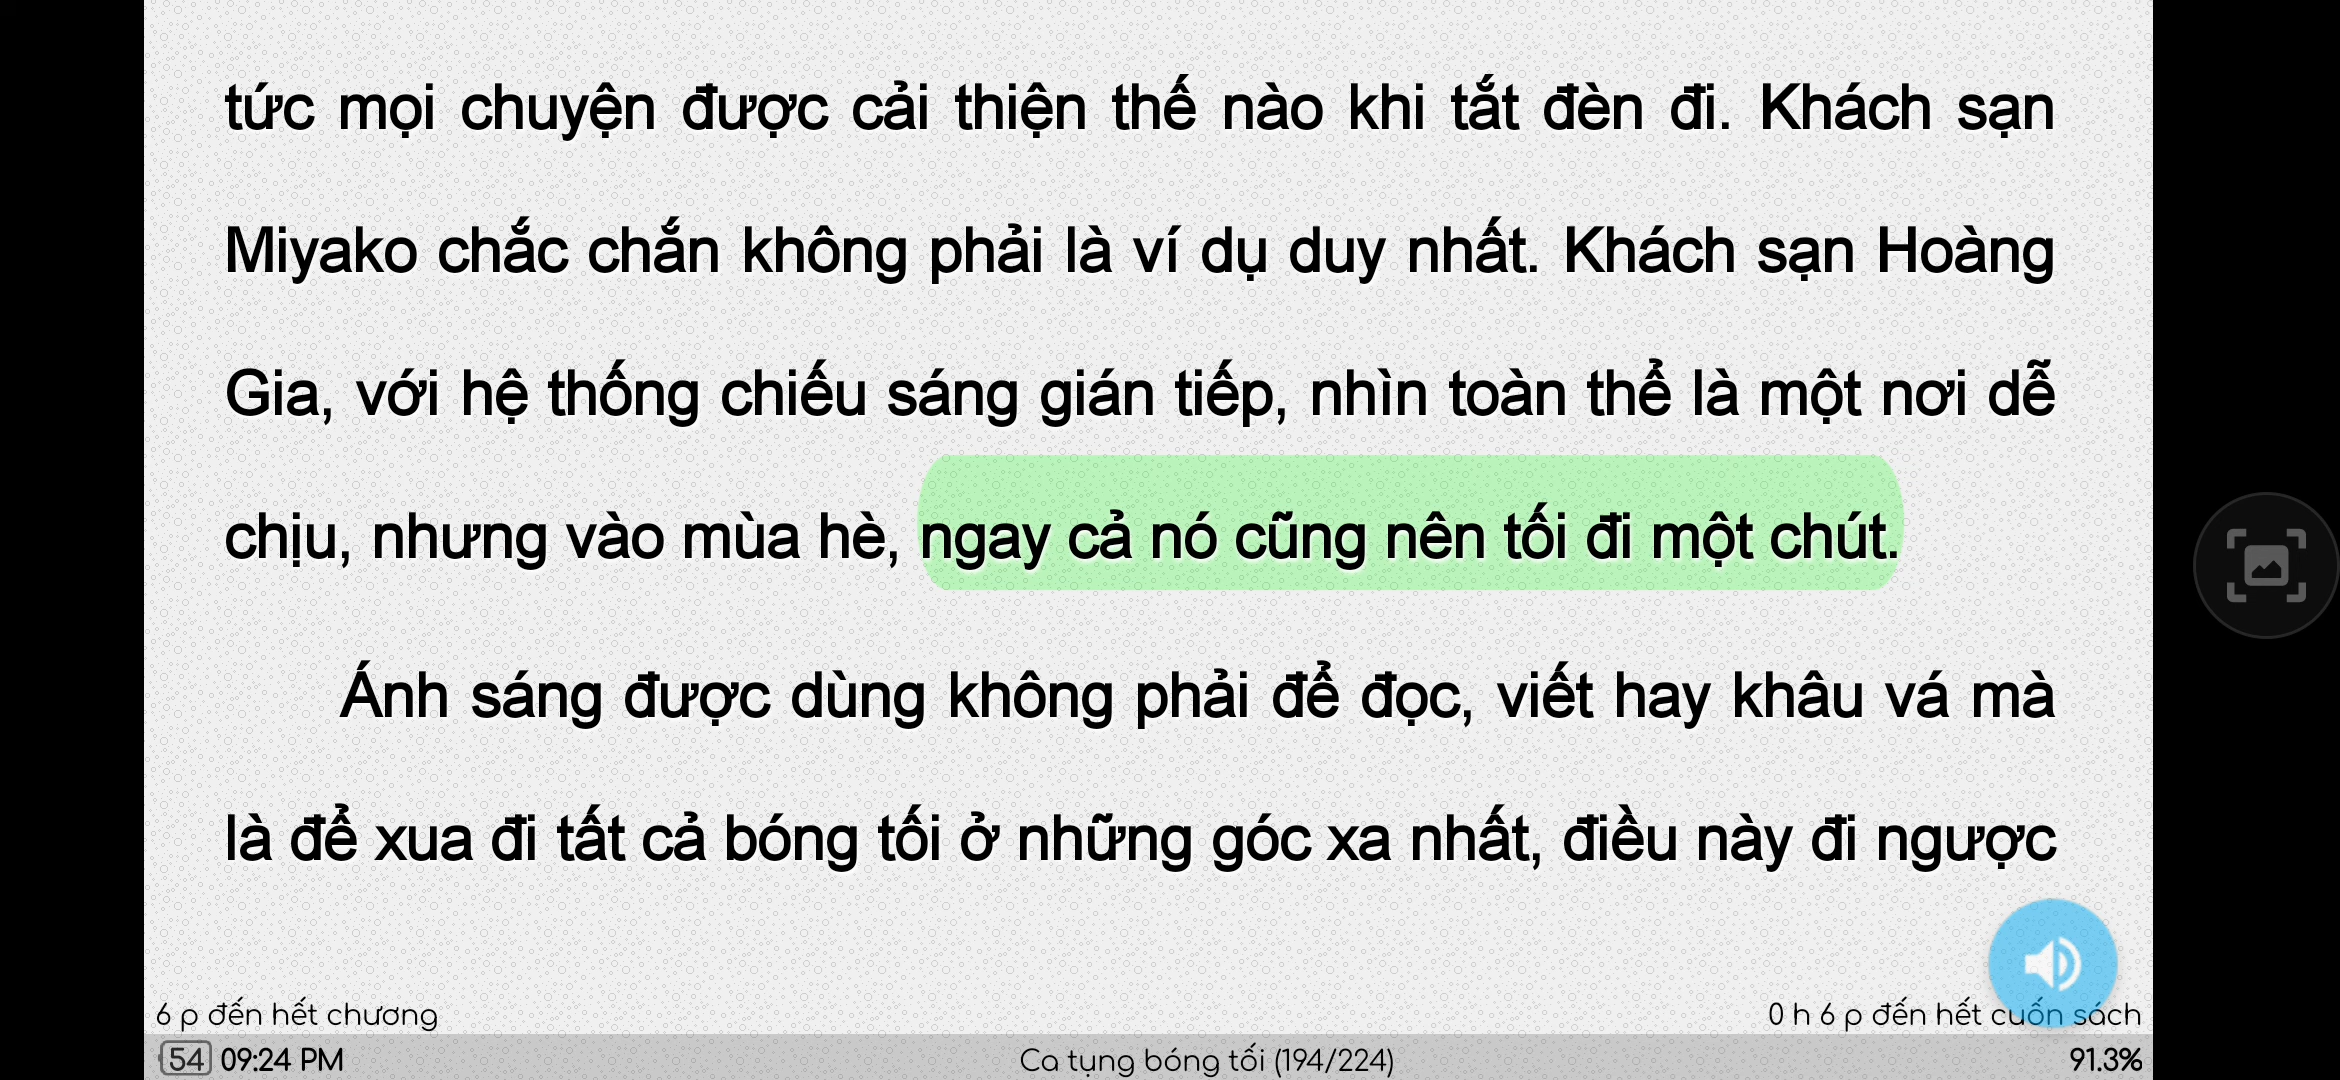 tức mọi chuyện được cải thiện thế nào khi tắt đèn đi. Khách sạn
Miyako chắc chắn không phải là ví dụ duy nhất. Khách sạn Hoàng
Gia, với hệ thống chiếu sáng gián tiếp, nhìn toàn thể là một nơi dễ
chịu, nhưng vào mùa hè, ngay cả nó cũng nên tối đi một chút.
Ánh sáng được dùng không phải để đọc, viết hay khâu vá mà
là để xua đi tất cả bóng tối ở những góc xa nhất, điều này đi ngược
6 p đến hết chương
0 h 6 p đến hết cuốn sách
54 09:24 PM
Ca tụng bóng tối (194/224)
91.3%